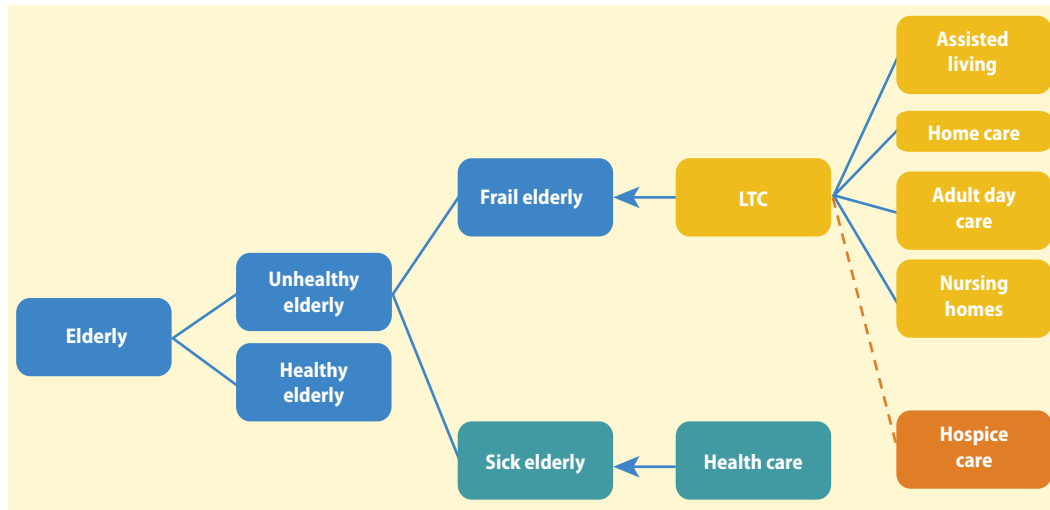 Assisted
living
Home care
Frail elderly
LTC
Adult day
care
Unhealthy
elderly
Nursing
homes
Elderly
Healthy
elderly
Sick elderly
Health care
Hospice
care